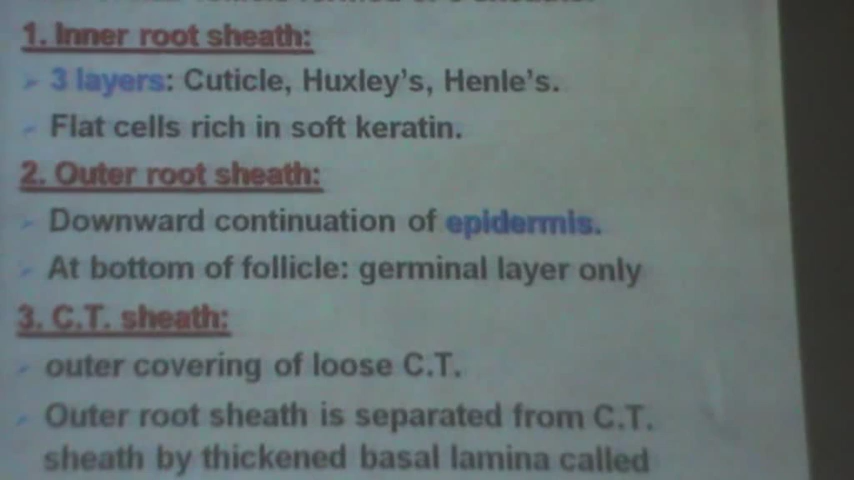 1. Inner root sheath:
➢ 3 layers: Cuticle, Huxley's, Henle's.
➢ Flat cells rich in soft keratin.
2. Outer root sheath:
➢ Downward continuation of epidermis.
➢ At bottom of follicle: germinal layer only
3. C.T. sheath:
➢ outer covering of loose C.T.
➢ Outer root sheath is separated from C.T.
sheath by thickened basal lamina called